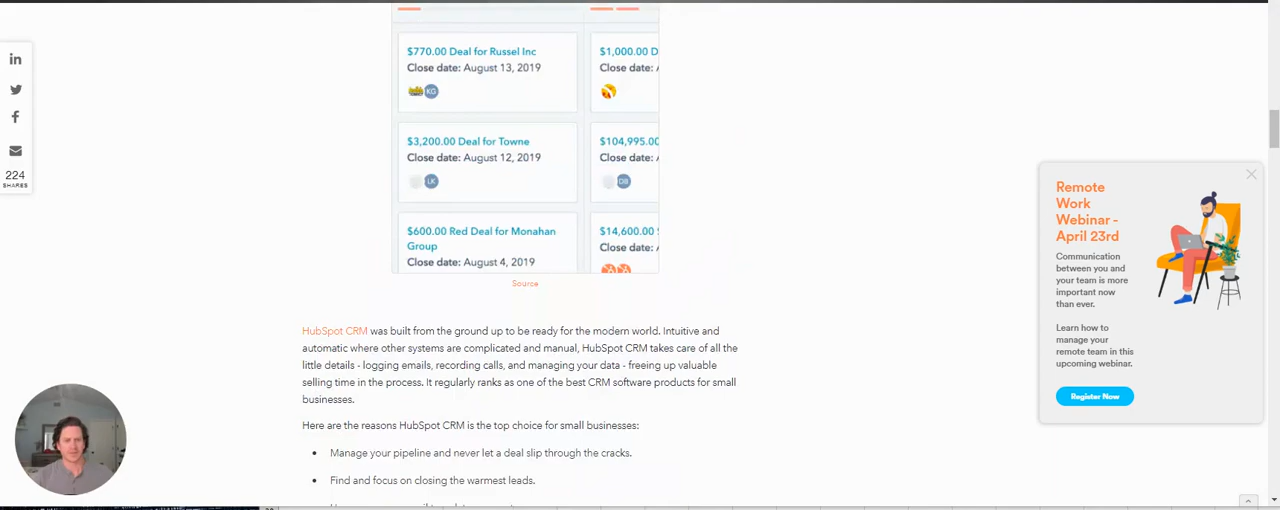 in
224
SHARES
$770.00 Deal for Russel Inc
Close date: August 13, 2019
KG
$3,200.00 Deal for Towne
Close date: August 12, 2019
LK
$600.00 Red Deal for Monahan
Group
Close date: August 4, 2019
$1,000.00 D
Close date:
$104,995.00
Close date:
DB
$14,600.00
Close date:
Source
HubSpot CRM was built from the ground up to be ready for the modern world. Intuitive and
automatic where other systems are complicated and manual, HubSpot CRM takes care of all the
little details - logging emails, recording calls, and managing your data - freeing up valuable
selling time in the process. It regularly ranks as one of the best CRM software products for small
businesses.
Here are the reasons HubSpot CRM is the top choice for small businesses:
• Manage your pipeline and never let a deal slip through the cracks.
• Find and focus on closing the warmest leads.
Remote
Work
Webinar -
April 23rd
Communication
between you and
your team is more
important now
than ever.
Learn how to
manage your
remote team in this
upcoming webinar.
Register Now